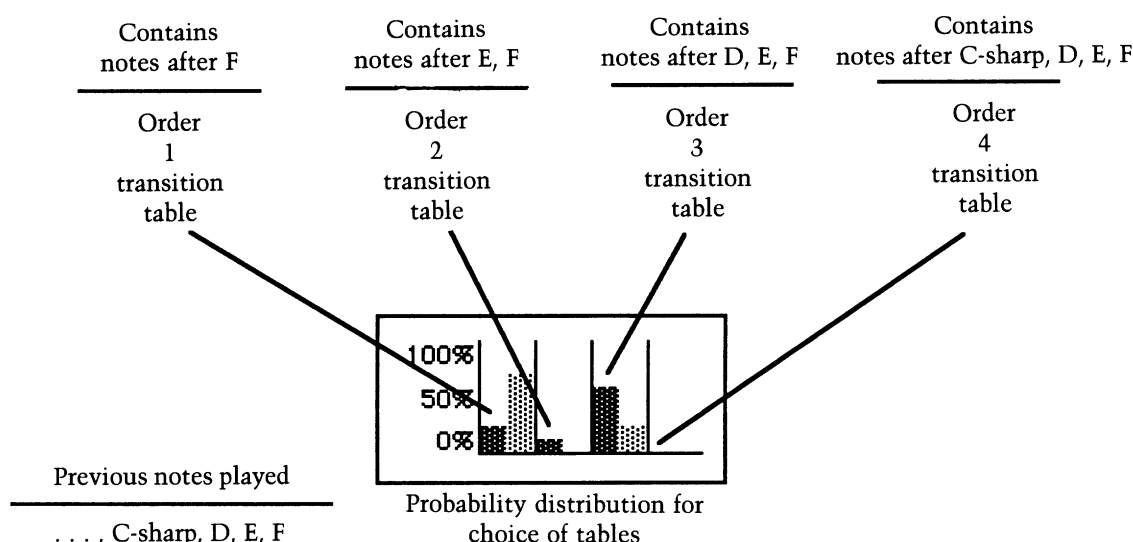 Contains
notes after F
Order
1
transition
table
Contains
notes after E, F
Order
2
transition
table
Contains
notes after D, E, F
Order
3
transition
table
Contains
notes after C-sharp, D, E, F
Order
4
transition
table
100%
50%
0%
Probability distribution for
choice of tables
Previous notes played
. . . , C-sharp, D, E, F